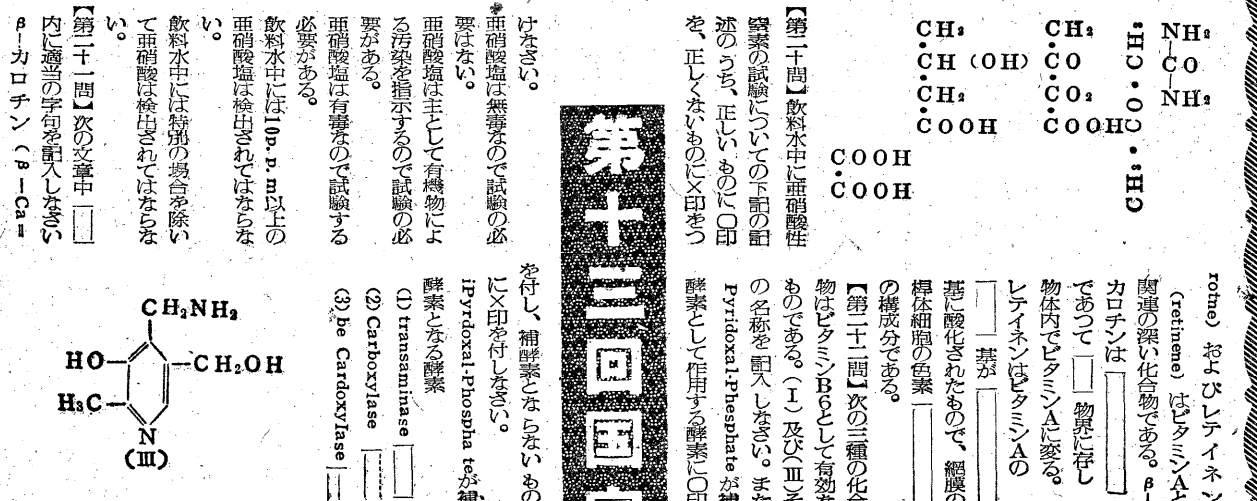 CH₃
CH (OH)
CH₂
COOH
CH₂
CO
CO₂
COOH
CH₃・CO・CH₃
NH₂
CO
NH₂
COOH
COOH
【第二十問】飲料水中に亜硝酸性
窒素の試験についての下記の記
述のうち、正しいものに〇印
を、正しくないものに×印をつ
けなさい。
亜硝酸塩は無毒なので試験の必
要はない。
亜硝酸塩は主として有機物によ
る汚染を指示するので試験の必
要がある。
亜硝酸塩は有毒なので試験する
必要がある。
飲料水中には10p.p.m以上の
亜硝酸塩は検出されてはならな
い。
飲料水中には特別の場合を除い
て亜硝酸は検出されてはならな
い。
【第二十一問】次の文章中
内に適当の字句を記入しなさい
β−カロチン(β−Ca=
rotne) およびレテイネン
(retinene) はビタミンAと
関連の深い化合物である。β−
カロチンは
であつて 物界に存し
物体内でビタミンAに変る。
レテイネンはビタミンAの
基が
基に酸化されたもので、網膜の
桿体細胞の色素
の構成分である。
【第二十二問】次の三種の化合
物はビタミンB6として有効な
ものである。(I) 及び(III)そ
の名称を記入しなさい。また
Pyridoxal-Phesphate が補
酵素として作用する酵素に〇印
を付し、補酵素とならないもの
に×印を付しなさい。
iPyrdoxal-Phospha teが補
酵素となる酵素
(1) transaminase
(2) Carboxylase
(3) be Cardoxylase
CH₂NH₂
HO
CH₂OH
H₃C
N
(III)
第十三回国